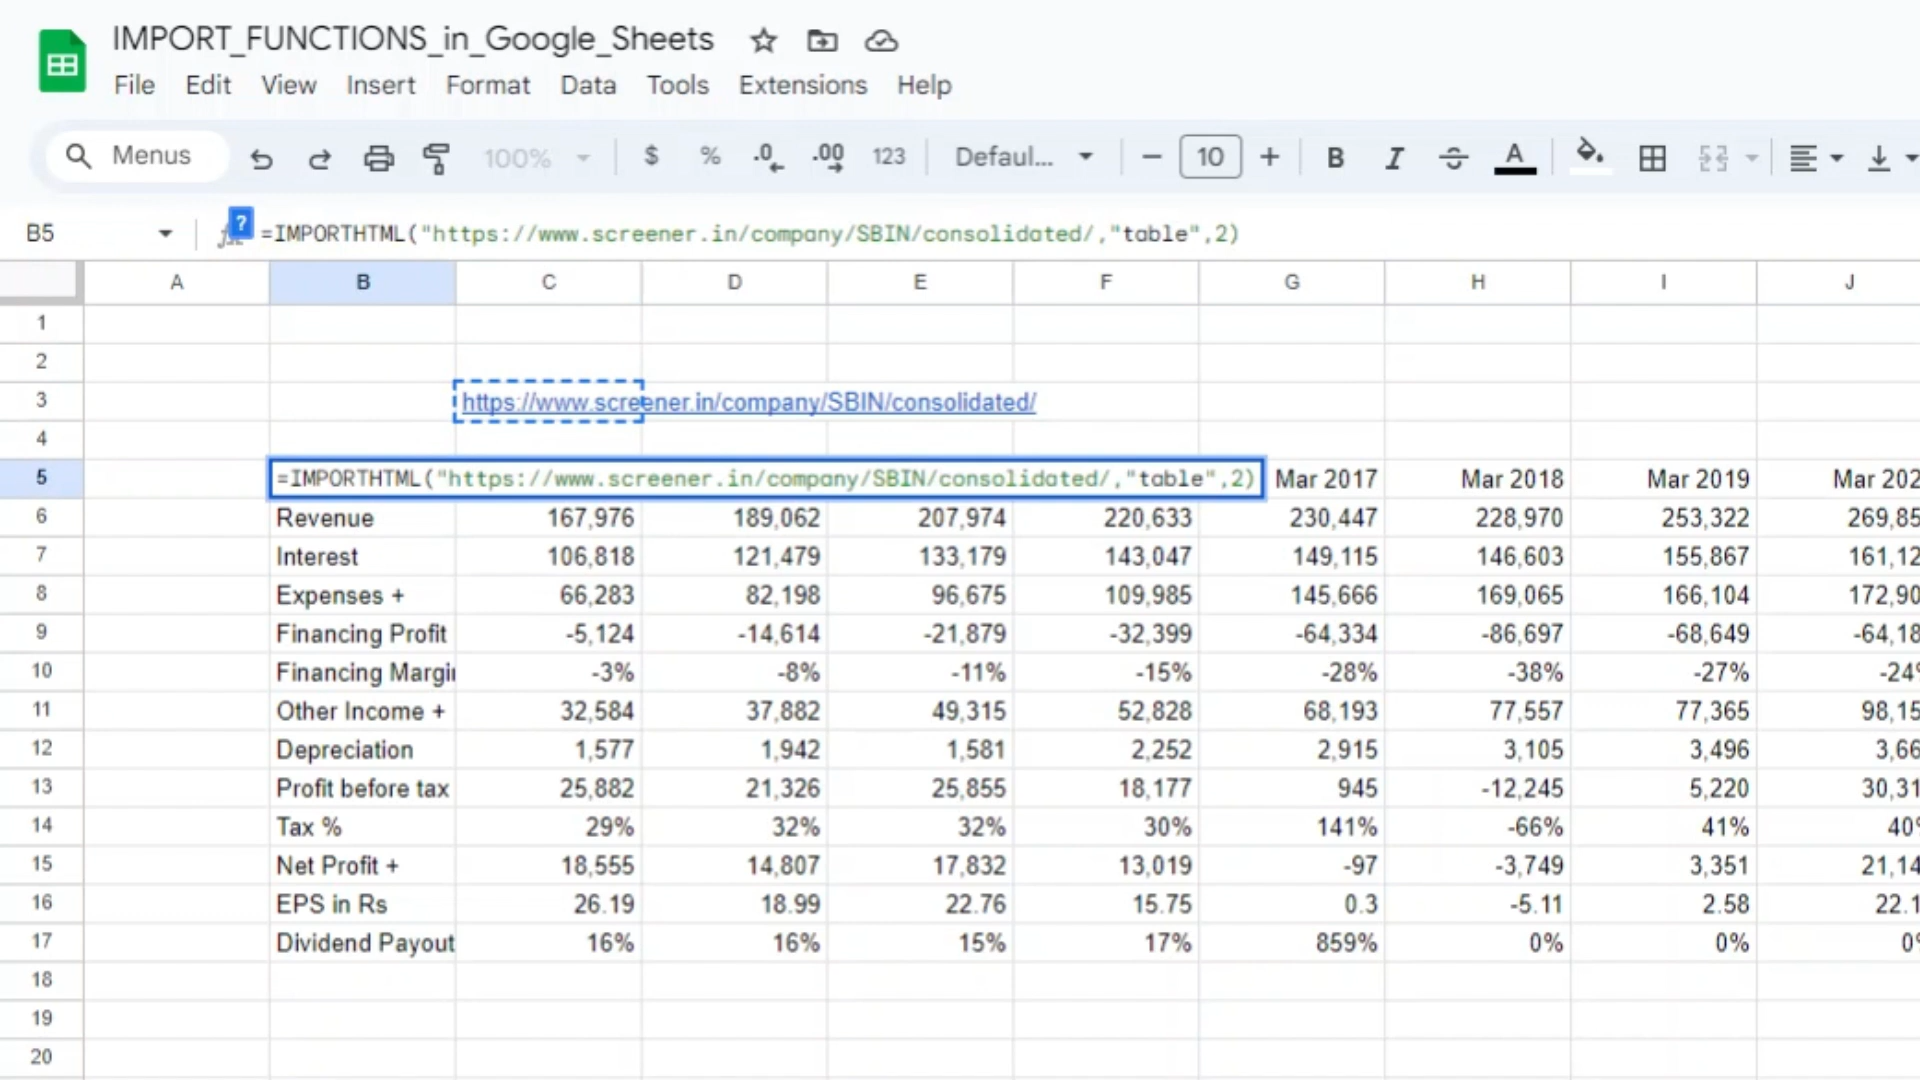 IMPORT_FUNCTIONS_in_Google_Sheets
File Edit View Insert Format Data Tools Extensions Help
Menus 100% $ % .0 .00 123 Defaul... 10 B I A
B5 ? =IMPORTHTML("https://www.screener.in/company/SBIN/consolidated/,"table",2)
A B C D E F G H I J
1
2
3 https://www.screener.in/company/SBIN/consolidated/
4
5 =IMPORTHTML("https://www.screener.in/company/SBIN/consolidated/,"table",2) Mar 2017 Mar 2018 Mar 2019 Mar 202
6 Revenue 167,976 189,062 207,974 220,633 230,447 228,970 253,322 269,85
7 Interest 106,818 121,479 133,179 143,047 149,115 146,603 155,867 161,12
8 Expenses + 66,283 82,198 96,675 109,985 145,666 169,065 166,104 172,90
9 Financing Profit -5,124 -14,614 -21,879 -32,399 -64,334 -86,697 -68,649 -64,18
10 Financing Margi -3% -8% -11% -15% -28% -38% -27% -24%
11 Other Income + 32,584 37,882 49,315 52,828 68,193 77,557 77,365 98,15
12 Depreciation 1,577 1,942 1,581 2,252 2,915 3,105 3,496 3,66
13 Profit before tax 25,882 21,326 25,855 18,177 945 -12,245 5,220 30,31
14 Tax % 29% 32% 32% 30% 141% -66% 41% 40%
15 Net Profit + 18,555 14,807 17,832 13,019 -97 -3,749 3,351 21,14
16 EPS in Rs 26.19 18.99 22.76 15.75 0.3 -5.11 2.58 22.1
17 Dividend Payout 16% 16% 15% 17% 859% 0% 0% 0%
18
19
20